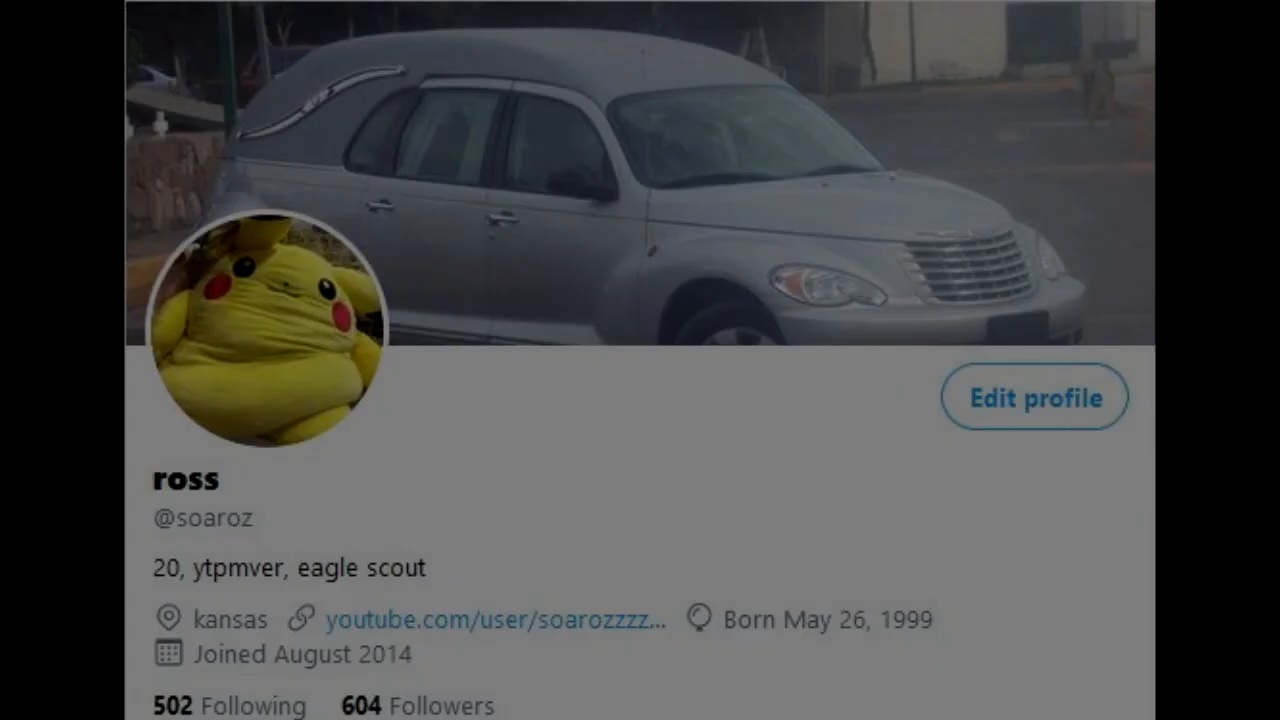 Edit profile
ross
@soaroz
20, ytpmver, eagle scout
kansas youtube.com/user/soarozzzz... Born May 26, 1999
Joined August 2014
502 Following 604 Followers